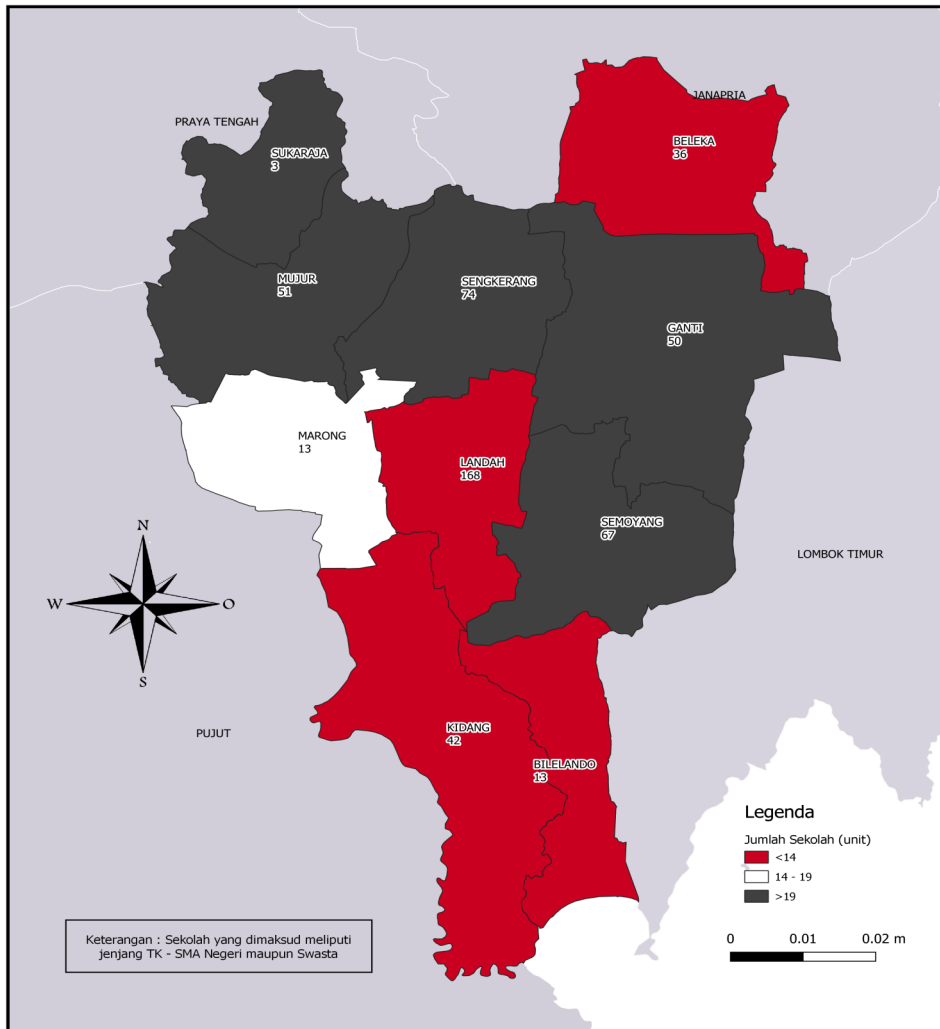 JANAPRIA
PRAYA TENGAH
BELEKA
36
SUKARAJA
3
MUJUR
51
SENGKERANG
74
GANTI
50
MARONG
13
LANDAH
168
SEMOYANG
67
LOMBOK TIMUR
N
W
O
S
PUJUT
KIDANG
42
BILELANDO
13
Legenda
Jumlah Sekolah (unit)
<14
14 - 19
>19
Keterangan : Sekolah yang dimaksud meliputi
jenjang TK - SMA Negeri maupun Swasta
0 0.01 0.02 m